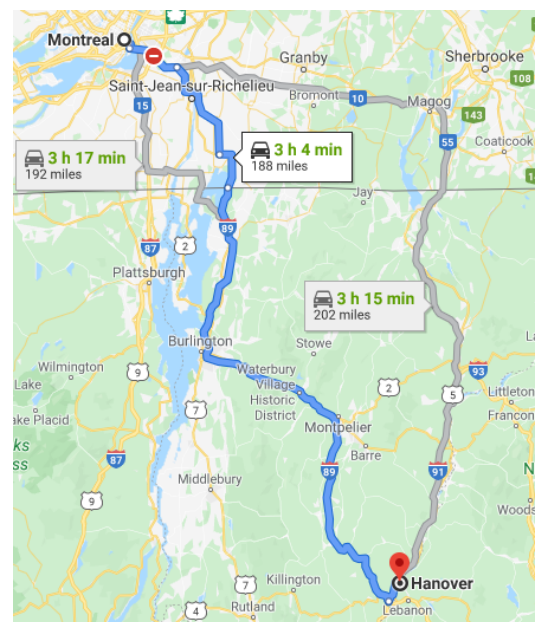 Montreal
Granby
Sherbrooke
108
Saint-Jean-sur-Richelieu
Bromont
10
Magog
15
143
55
Coaticook
3 h 17 min
192 miles
3 h 4 min
188 miles
Jay
89
2
87
Plattsburgh
3 h 15 min
202 miles
Burlington
Stowe
Wilmington
9
Waterbury
Village
Historic
District
2
93
Lake
ake Placid
7
5
Littleton
Francon
Montpelier
Barre
ks
ss
87
89
91
N
Middlebury
9
Woods
Killington
7
Hanover
4
Rutland
Lebanon